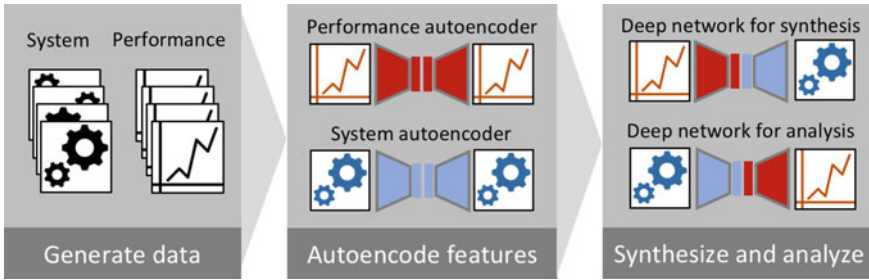 System Performance
Generate data
Performance autoencoder
System autoencoder
Autoencode features
Deep network for synthesis
Deep network for analysis
Synthesize and analyze